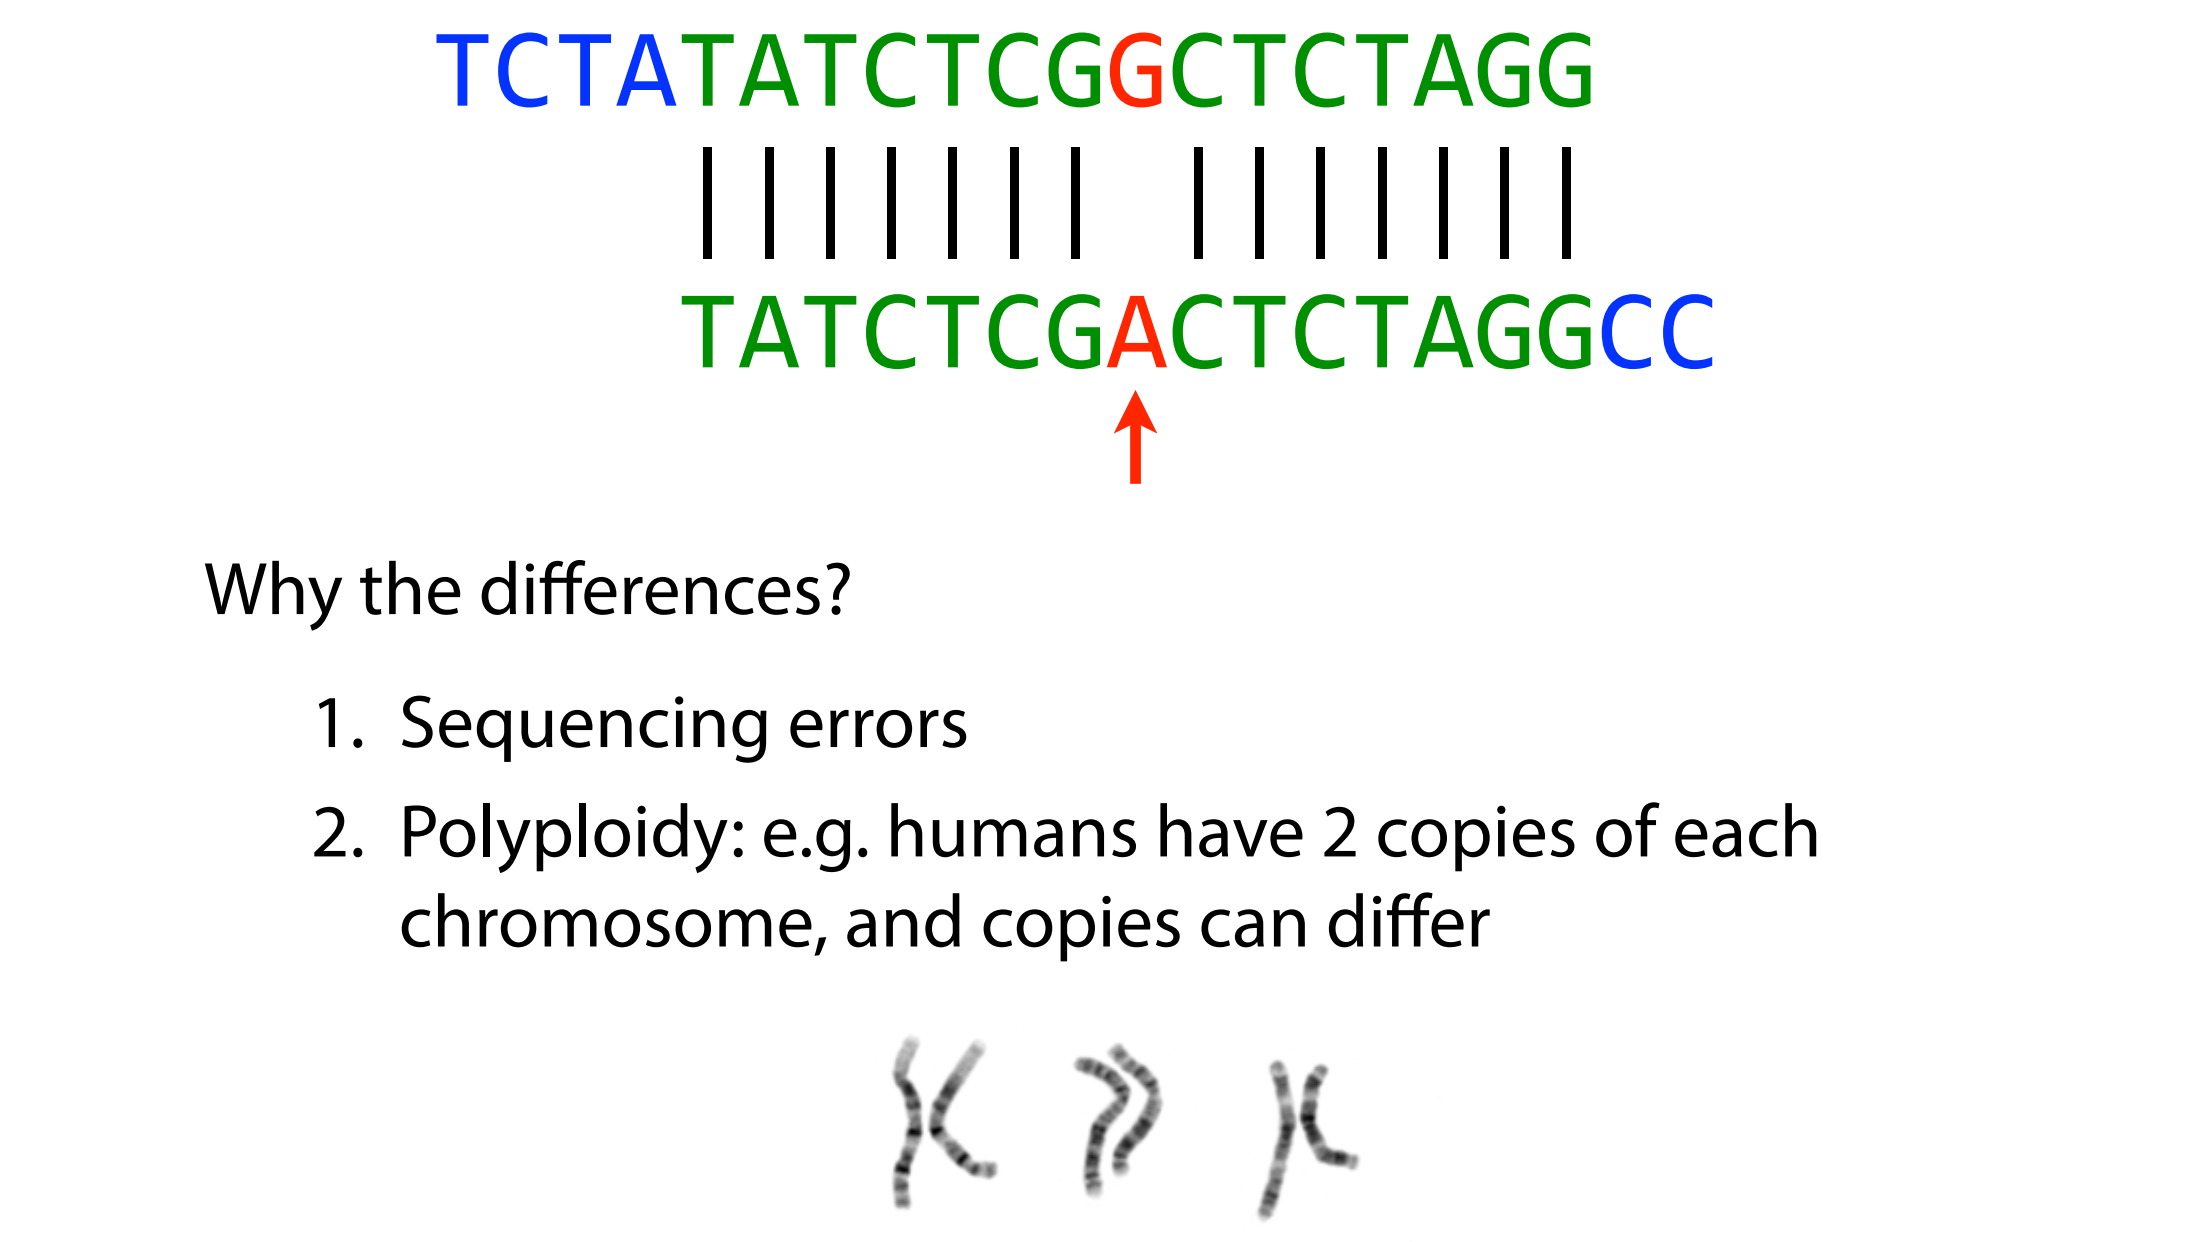 TCTATATCTCGGCTCTAGG
| | | | | | | | | | | | | |
TATCTCGACTCTAGGCC
Why the differences?
1. Sequencing errors
2. Polyploidy: e.g. humans have 2 copies of each
chromosome, and copies can differ